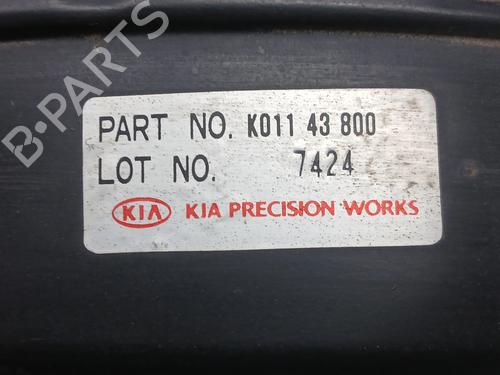 PART NO. K011 43 800
LOT NO. 7424
KIA KIA PRECISION WORKS
B-PARTS